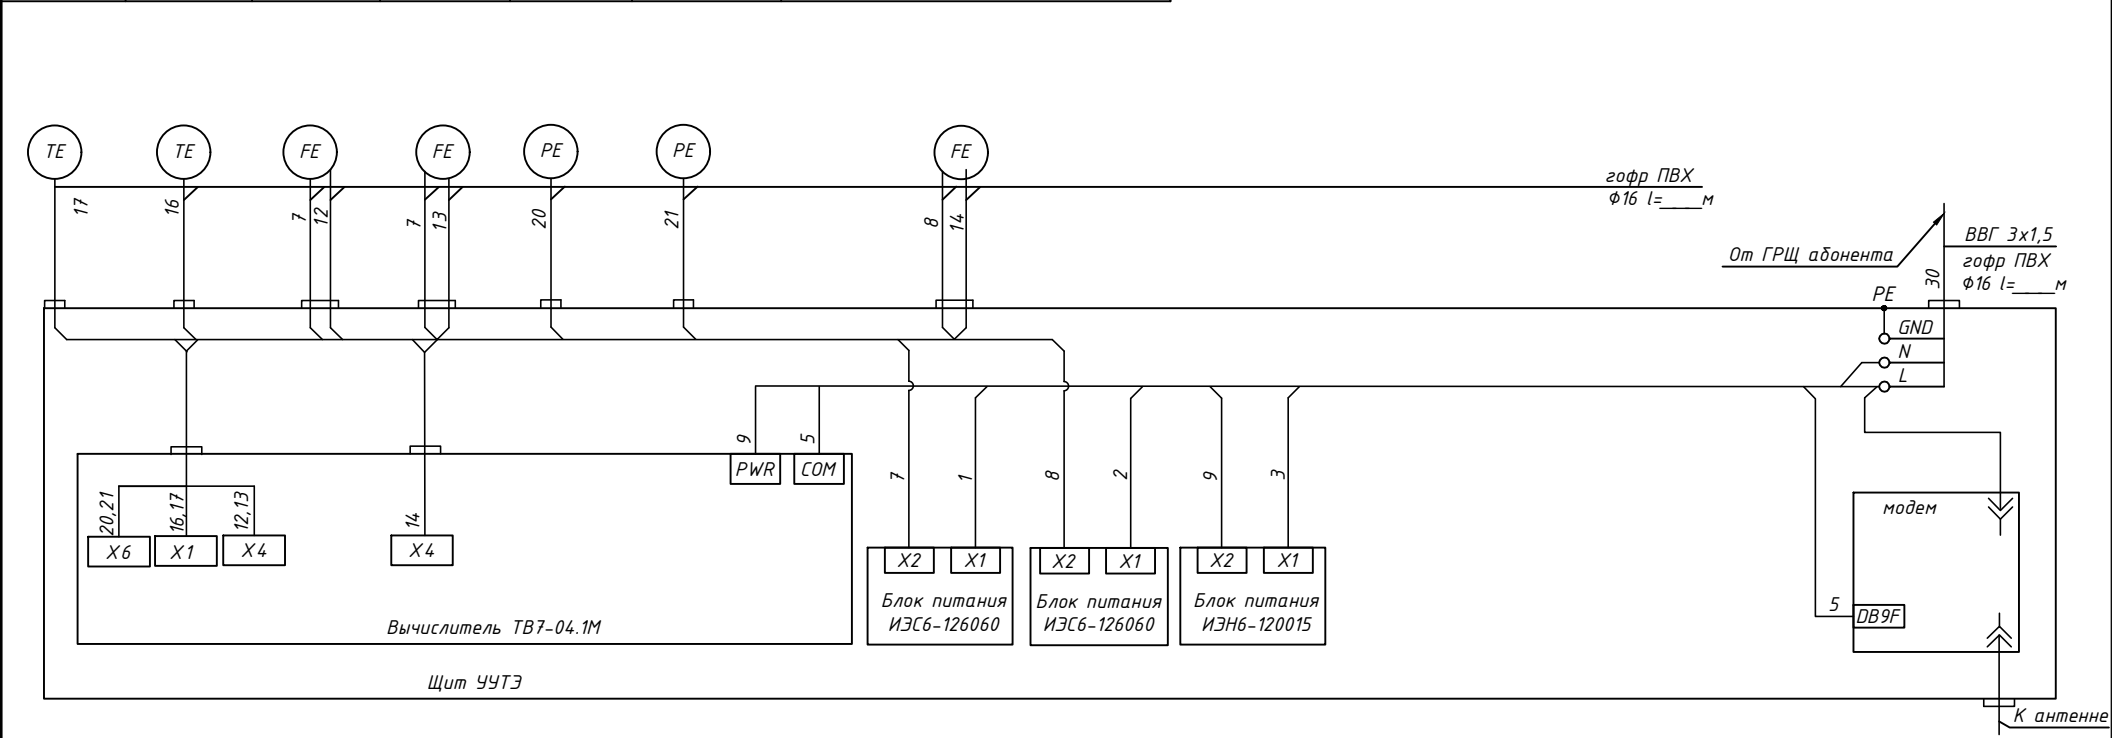 TE TE FE FE PE PE FE
гофр ПВХ
Ф16 l=____м
17 16 7 12 7 13 20 21 8 14
От ГРЩ абонента
ВВГ 3х1,5
гофр ПВХ
Ф16 l=____м
30
PE
GND
N
L
9 5
PWR COM
7 1 8 2 9 3
20,21 16,17 12,13 14
X6 X1 X4 X4
X2 X1 X2 X1 X2 X1
модем
Блок питания
ИЭС6-126060
Блок питания
ИЭС6-126060
Блок питания
ИЭН6-120015
5
DB9F
Вычислитель ТВ7-04.1М
Щит УУТЭ
К антенне